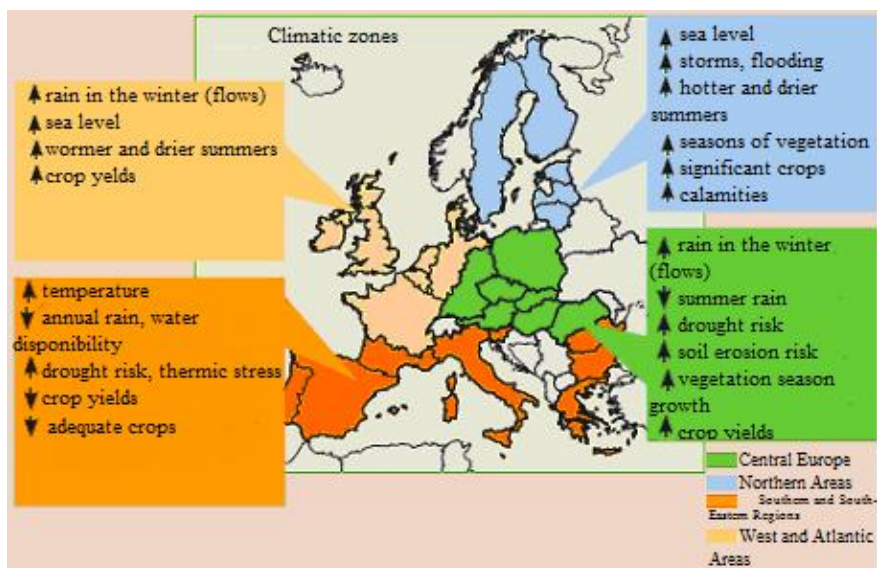 Climatic zones
rain in the winter (flows)
sea level
wormer and drier summers
crop yelds
sea level
storms, flooding
hotter and drier
summers
seasons of vegetation
significant crops
calamities
temperature
annual rain, water
disponibility
drought risk, thermic stress
crop yields
adequate crops
rain in the winter
(flows)
summer rain
drought risk
soil erosion risk
vegetation season
growth
crop yields
Central Europe
Northern Areas
Southern and South-
Eastern Regions
West and Atlantic
Areas